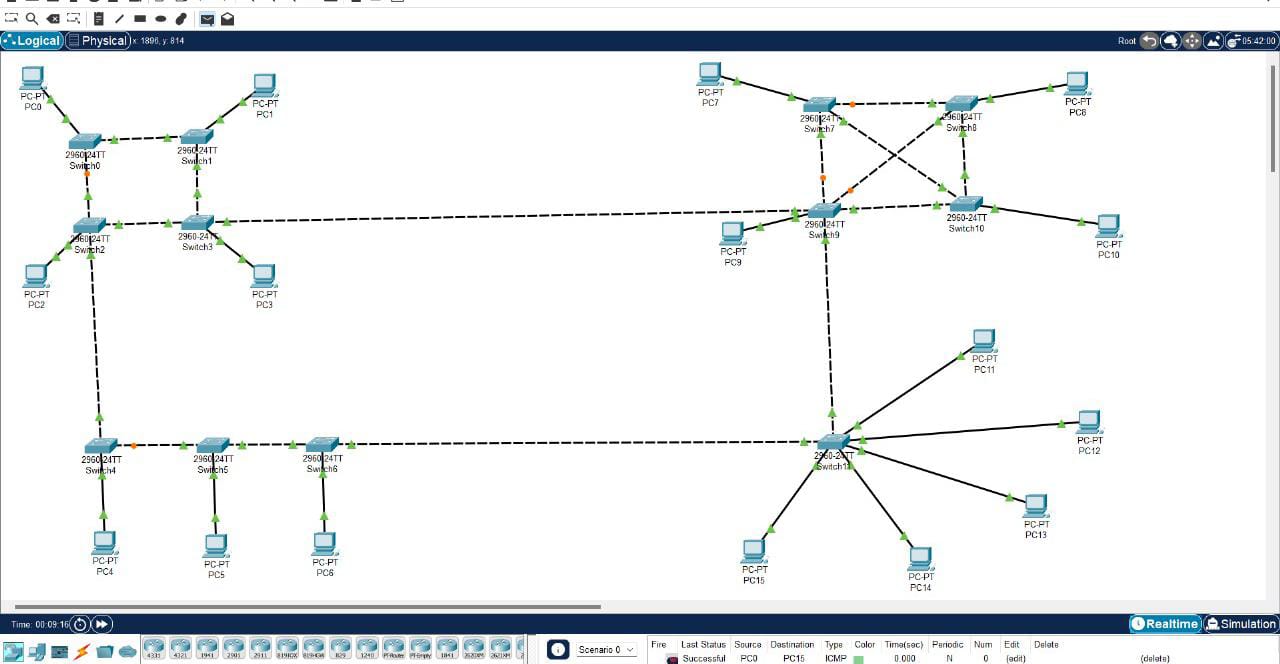 Logical
Physical
x: 1896, y: 814
Root
05:42:00
PC-PT
PC0
PC-PT
PC1
2960-24TT
Switch0
2960-24TT
Switch1
2960-24TT
Switch2
2960-24TT
Switch3
PC-PT
PC2
PC-PT
PC3
PC-PT
PC7
2960-24TT
Switch7
2960-24TT
Switch8
PC-PT
PC8
2960-24TT
Switch9
2960-24TT
Switch10
PC-PT
PC9
PC-PT
PC10
PC-PT
PC11
PC-PT
PC12
2960-24TT
Switch4
2960-24TT
Switch5
2960-24TT
Switch6
2960-24TT
Switch11
PC-PT
PC13
PC-PT
PC4
PC-PT
PC5
PC-PT
PC6
PC-PT
PC15
PC-PT
PC14
Time: 00:09:16
Realtime
Simulation
4331
4321
1941
2901
2911
819IOX
819HGW
829
1240
PT-Router
PT-Empty
1841
2620XM
2621XM
Scenario 0
Fire Last Status Source Destination Type Color Time(sec) Periodic Num Edit Delete
Successful PC0 PC15 ICMP 0.000 N 0 (edit) (delete)